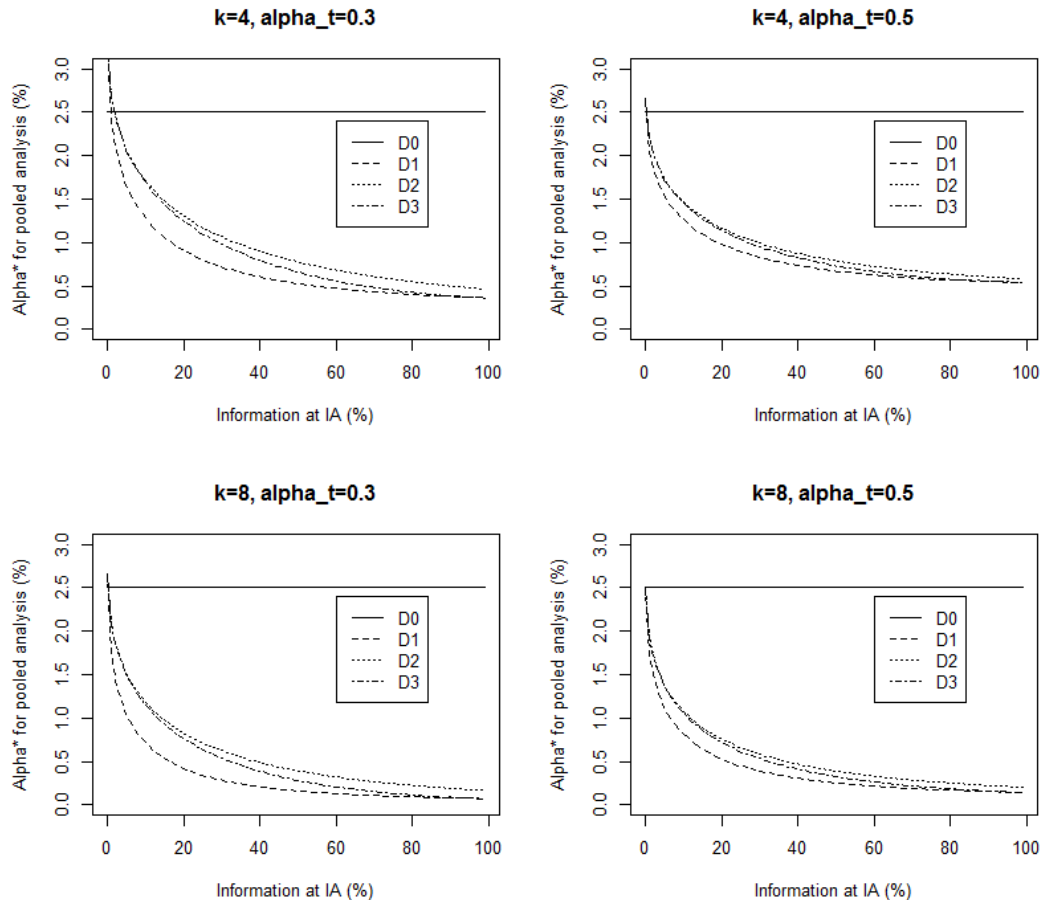 k=4, alpha_t=0.3
Alpha* for pooled analysis (%)
3.0
2.5
2.0
1.5
1.0
0.5
0.0
D0
D1
D2
D3
0 20 40 60 80 100
Information at IA (%)
k=4, alpha_t=0.5
Alpha* for pooled analysis (%)
3.0
2.5
2.0
1.5
1.0
0.5
0.0
D0
D1
D2
D3
0 20 40 60 80 100
Information at IA (%)
k=8, alpha_t=0.3
Alpha* for pooled analysis (%)
3.0
2.5
2.0
1.5
1.0
0.5
0.0
D0
D1
D2
D3
0 20 40 60 80 100
Information at IA (%)
k=8, alpha_t=0.5
Alpha* for pooled analysis (%)
3.0
2.5
2.0
1.5
1.0
0.5
0.0
D0
D1
D2
D3
0 20 40 60 80 100
Information at IA (%)